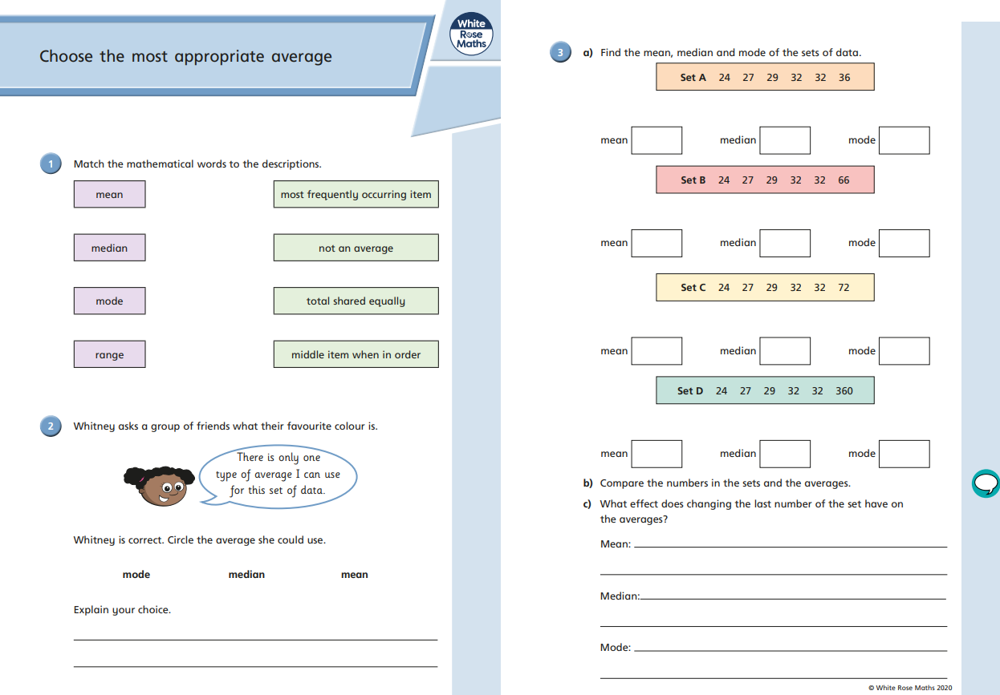 Choose the most appropriate average
White
Rose
Maths
1 Match the mathematical words to the descriptions.
mean most frequently occurring item
median not an average
mode total shared equally
range middle item when in order
2 Whitney asks a group of friends what their favourite colour is.
There is only one
type of average I can use
for this set of data.
Whitney is correct. Circle the average she could use.
mode median mean
Explain your choice.
3 a) Find the mean, median and mode of the sets of data.
Set A 24 27 29 32 32 36
mean median mode
Set B 24 27 29 32 32 66
mean median mode
Set C 24 27 29 32 32 72
mean median mode
Set D 24 27 29 32 32 360
mean median mode
b) Compare the numbers in the sets and the averages.
c) What effect does changing the last number of the set have on
the averages?
Mean:
Median:
Mode:
© White Rose Maths 2020